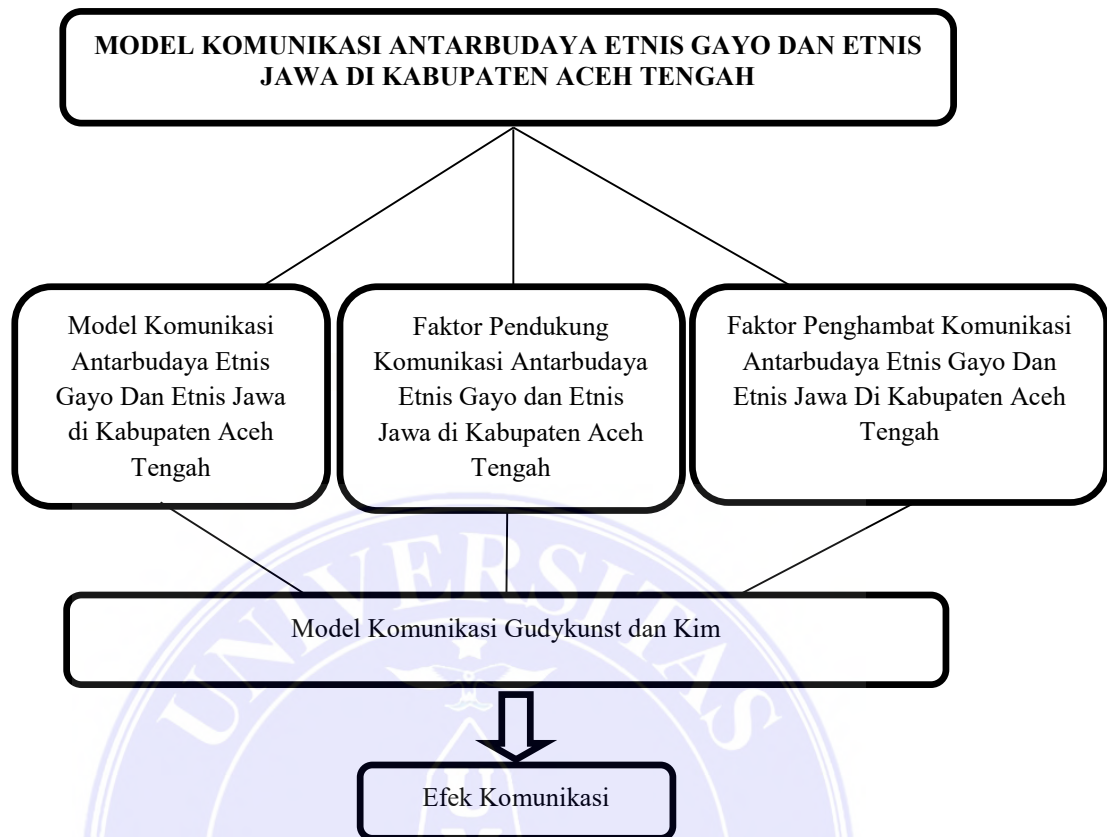 MODEL KOMUNIKASI ANTARBUDAYA ETNIS GAYO DAN ETNIS
JAWA DI KABUPATEN ACEH TENGAH
Model Komunikasi
Antarbudaya Etnis
Gayo Dan Etnis Jawa
di Kabupaten Aceh
Tengah
Faktor Pendukung
Komunikasi Antarbudaya
Etnis Gayo dan Etnis
Jawa di Kabupaten Aceh
Tengah
Faktor Penghambat Komunikasi
Antarbudaya Etnis Gayo Dan
Etnis Jawa Di Kabupaten Aceh
Tengah
UNIVERSITAS
Model Komunikasi Gudykunst dan Kim
Efek Komunikasi